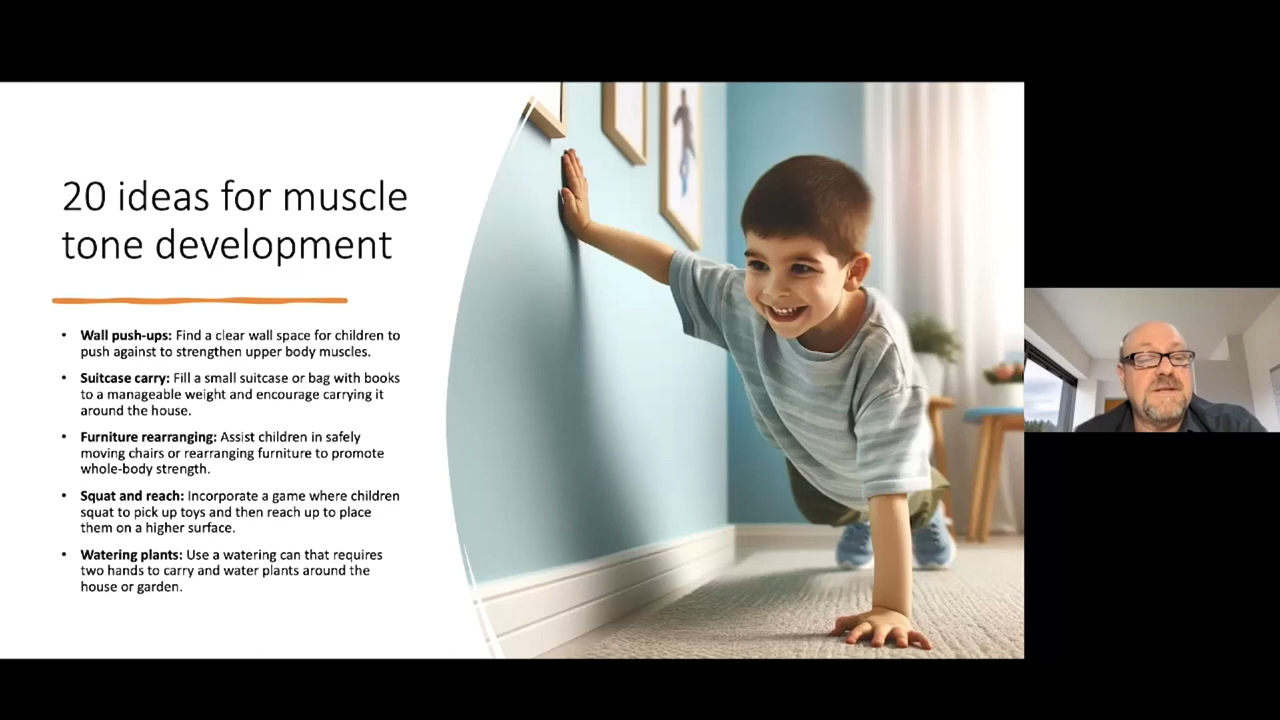 20 ideas for muscle
tone development
• Wall push-ups: Find a clear wall space for children to
push against to strengthen upper body muscles.
• Suitcase carry: Fill a small suitcase or bag with books
to a manageable weight and encourage carrying it
around the house.
• Furniture rearranging: Assist children in safely
moving chairs or rearranging furniture to promote
whole-body strength.
• Squat and reach: Incorporate a game where children
squat to pick up toys and then reach up to place
them on a higher surface.
• Watering plants: Use a watering can that requires
two hands to carry and water plants around the
house or garden.